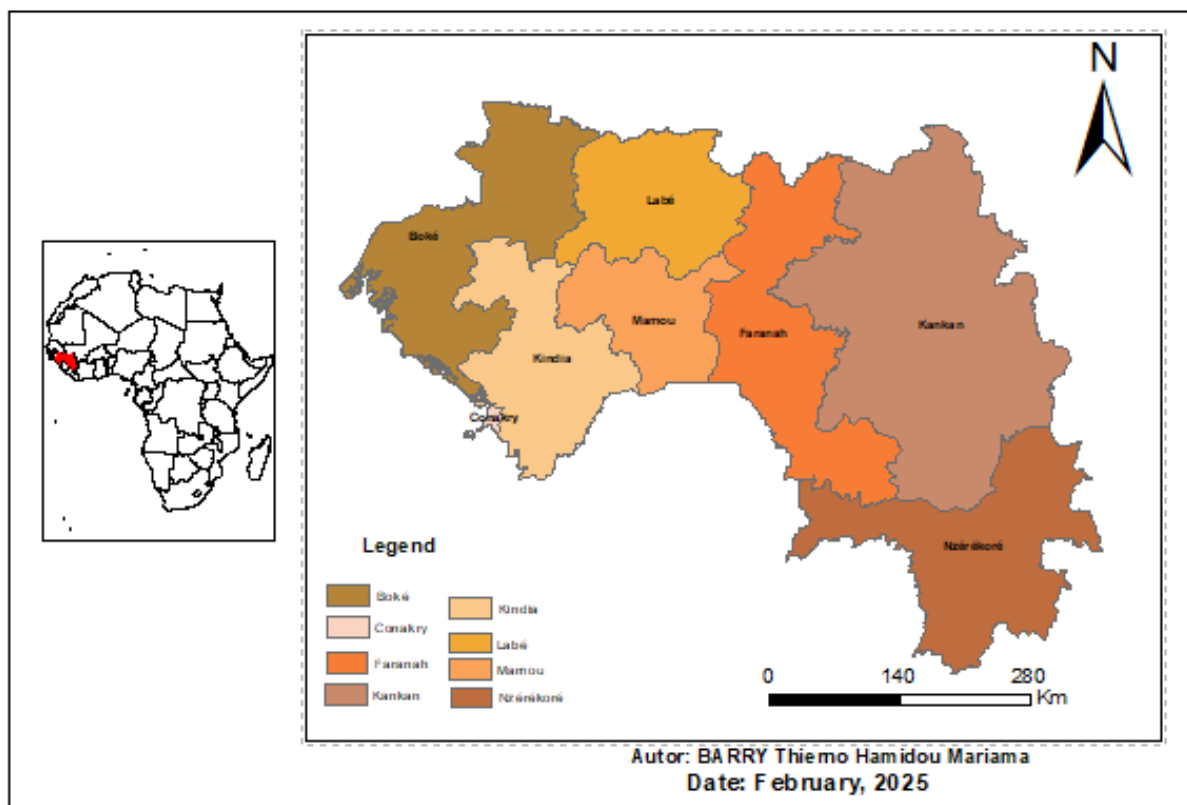 N
Labé
Boké
Mamou
Faranah
Kankan
Kindia
Conakry
Nzérékoré
Legend
Boké
Conakry
Faranah
Kankan
Kindia
Labé
Mamou
Nzérékoré
0 140 280
Km
Autor: BARRY Thierno Hamidou Mariama
Date: February, 2025